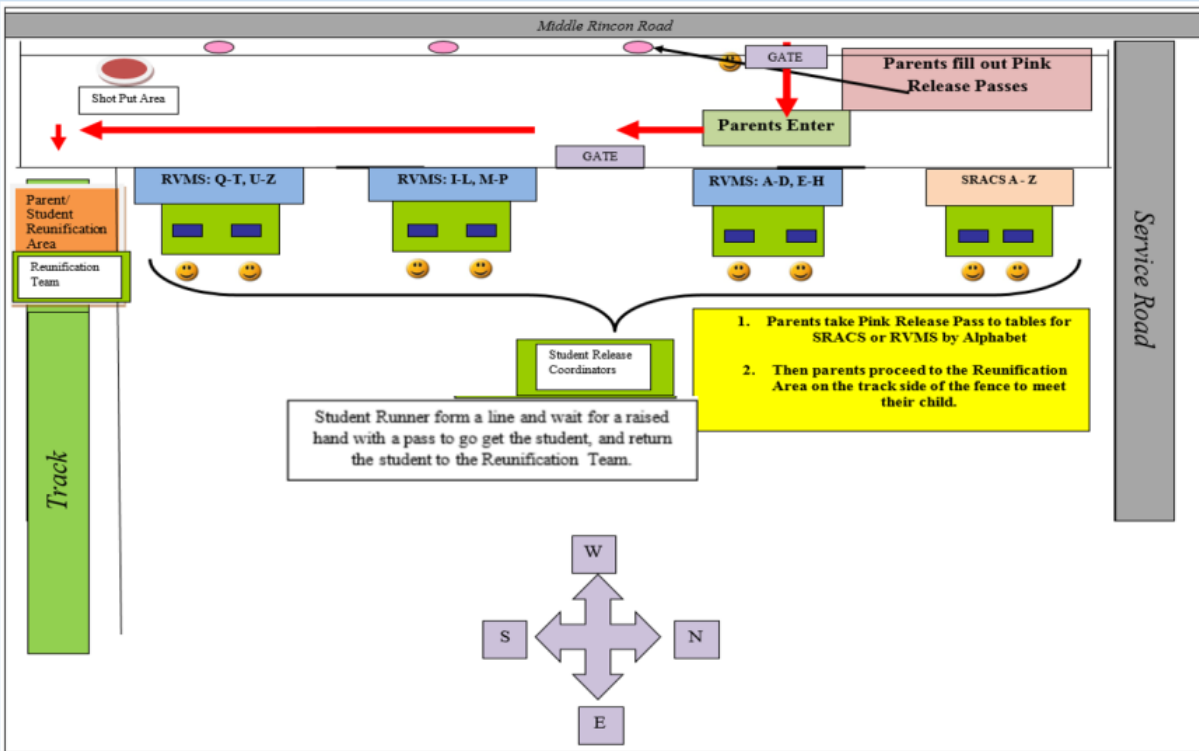 Middle Rincon Road
GATE
Parents fill out Pink
Release Passes
Shot Put Area
Parents Enter
GATE
RVMS: Q-T, U-Z
RVMS: I-L, M-P
RVMS: A-D, E-H
SRACS A - Z
Parent/
Student
Reunification
Area
Reunification
Team
Service Road
Student Release
Coordinators
1. Parents take Pink Release Pass to tables for
SRACS or RVMS by Alphabet
2. Then parents proceed to the Reunification
Area on the track side of the fence to meet
their child.
Student Runner form a line and wait for a raised
hand with a pass to go get the student, and return
the student to the Reunification Team.
Track
W
S
N
E